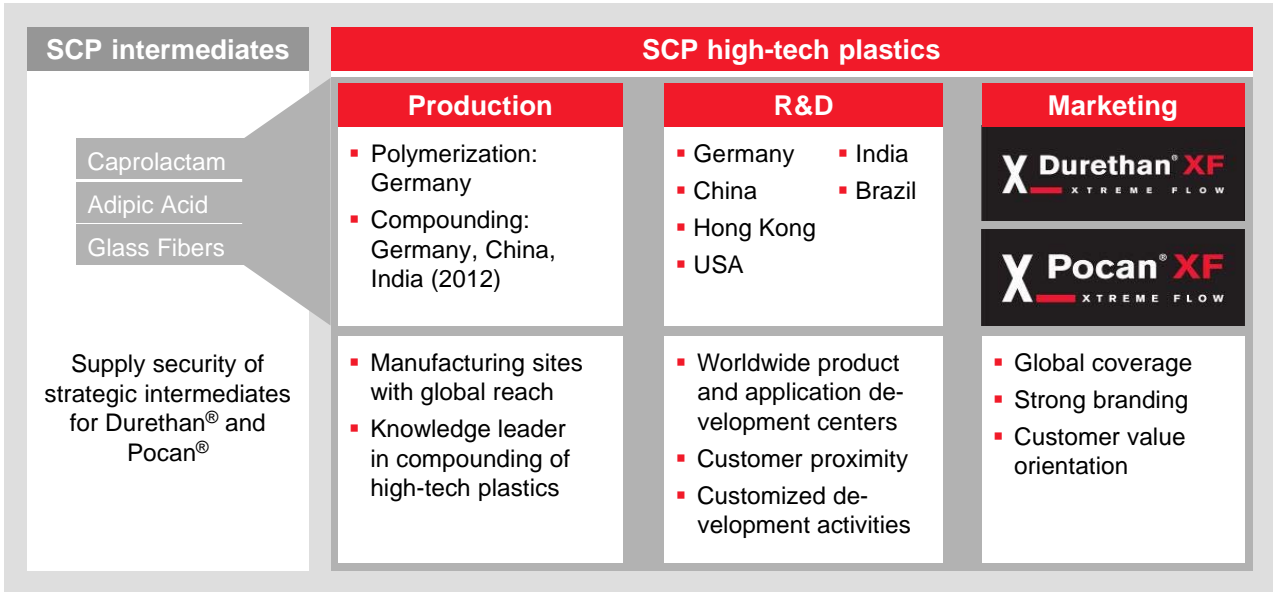 SCP intermediates
Caprolactam
Adipic Acid
Glass Fibers
Supply security of
strategic intermediates
for Durethan® and
Pocan®
SCP high-tech plastics
Production
▪ Polymerization:
Germany
▪ Compounding:
Germany, China,
India (2012)
▪ Manufacturing sites
with global reach
▪ Knowledge leader
in compounding of
high-tech plastics
R&D
▪ Germany
▪ China
▪ Hong Kong
▪ USA
▪ India
▪ Brazil
▪ Worldwide product
and application de-
velopment centers
▪ Customer proximity
▪ Customized de-
velopment activities
Marketing
X Durethan® XF
XTREME FLOW
X Pocan® XF
XTREME FLOW
▪ Global coverage
▪ Strong branding
▪ Customer value
orientation